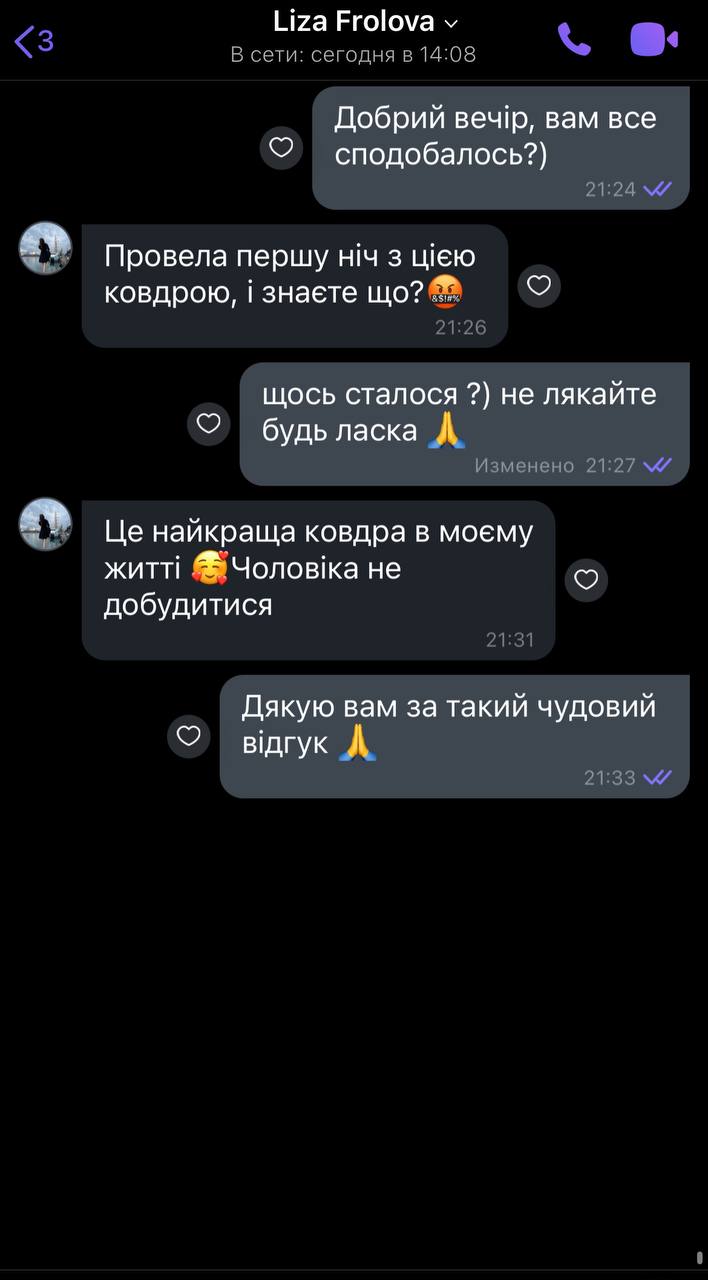 3
Liza Frolova
В сети: сегодня в 14:08
Добрий вечір, вам все
сподобалось?)
21:24
Провела першу ніч з цією
ковдрою, і знаєте що?🤬
21:26
щось сталося ?) не лякайте
будь ласка 🙏
Изменено 21:27
Це найкраща ковдра в моєму
житті 🥰Чоловіка не
добудитися
21:31
Дякую вам за такий чудовий
відгук 🙏
21:33